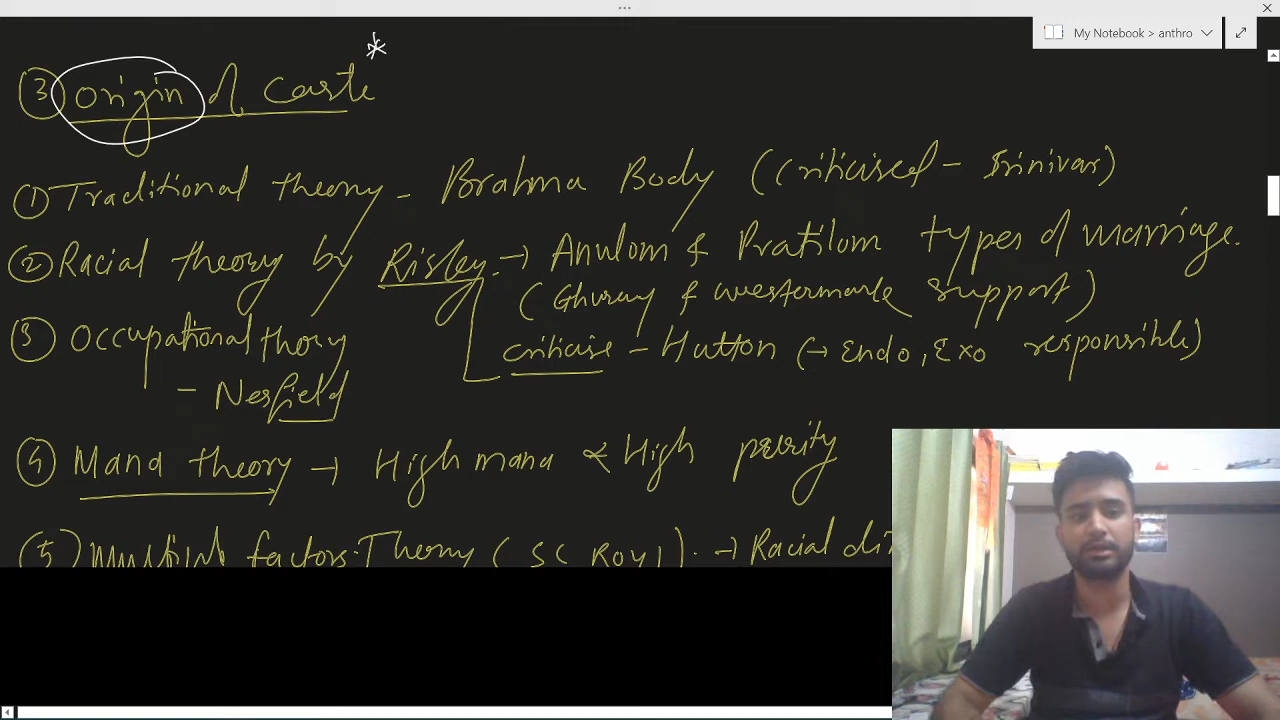 My Notebook > anthro
③ Origin of Caste *
① Traditional theory - Brahma Body (Criticised - Srinivas)
② Racial theory by Risley → Anulom & Pratilom types of marriage.
(Ghuray & westermarck support)
③ Occupational theory
criticise - Hutton (→ Endo, Exo responsible)
- Nesfield
④ Mana theory → High mana ∝ High purity
⑤ Multiple factors Theory (SC Roy). → Racial